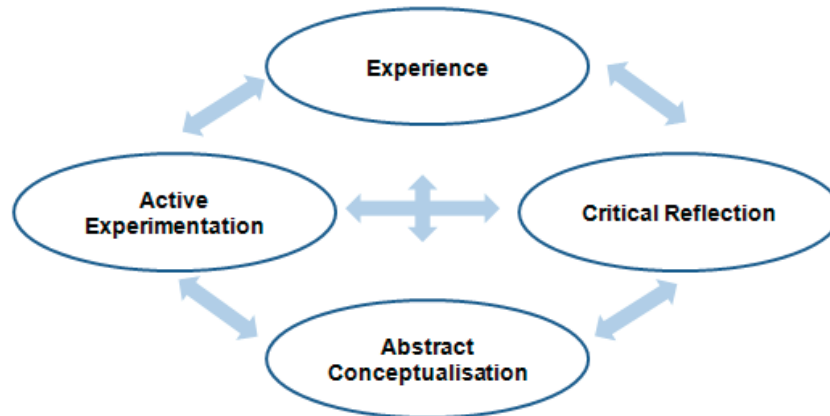 Experience
Active
Experimentation
Critical Reflection
Abstract
Conceptualisation